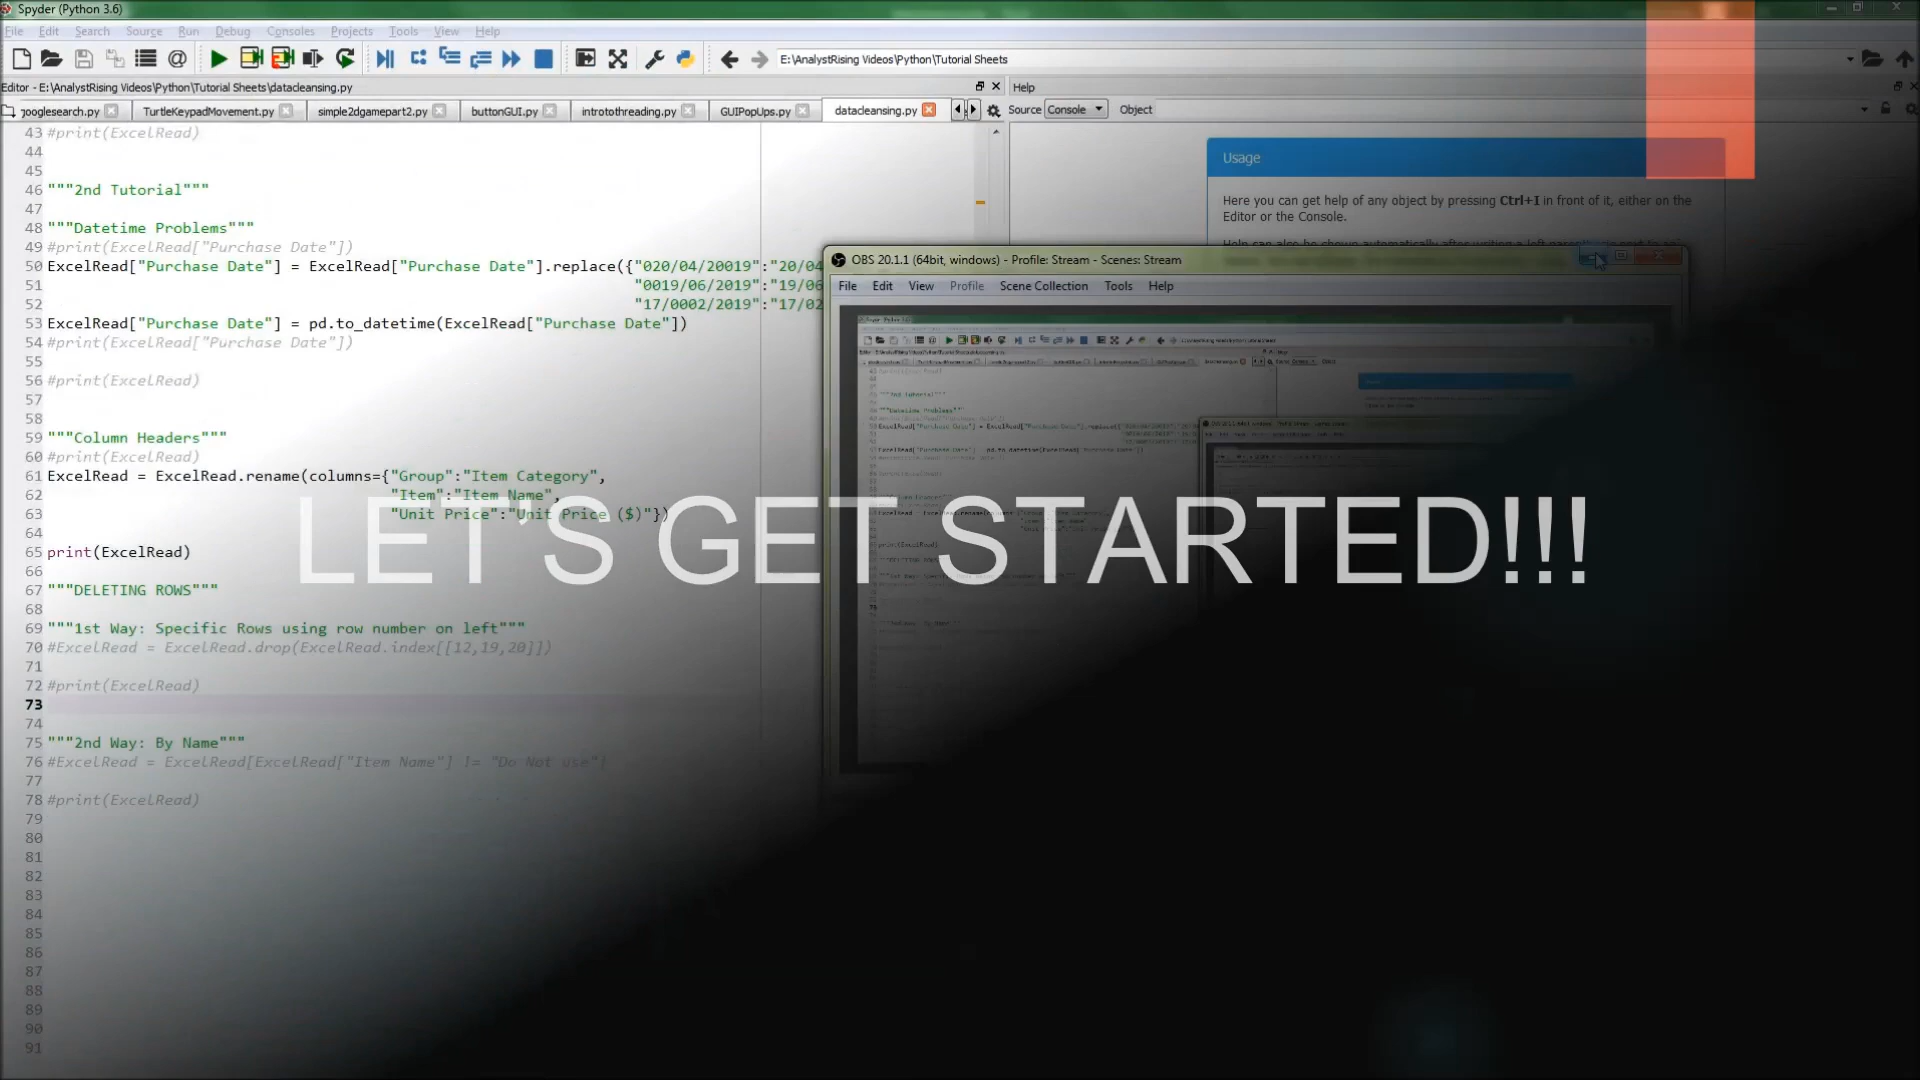 Spyder (Python 3.6)
File Edit Search Source Run Debug Consoles Projects Tools View Help
E:\AnalystRising Videos\Python\Tutorial Sheets
Editor - E:\AnalystRising Videos\Python\Tutorial Sheets\datacleansing.py
Help
googlesearch.py TurtleKeypadMovement.py simple2dgamepart2.py buttonGUI.py introtothreading.py GUIPopUps.py datacleansing.py
Source Console Object
43 #print(ExcelRead)
44
45
46 """2nd Tutorial"""
47
48 """Datetime Problems"""
49 #print(ExcelRead["Purchase Date"])
50 ExcelRead["Purchase Date"] = ExcelRead["Purchase Date"].replace({"020/04/20019":"20/04
51 "0019/06/2019":"19/06
52 "17/0002/2019":"17/02
53 ExcelRead["Purchase Date"] = pd.to_datetime(ExcelRead["Purchase Date"])
54 #print(ExcelRead["Purchase Date"])
55
56 #print(ExcelRead)
57
58
59 """Column Headers"""
60 #print(ExcelRead)
61 ExcelRead = ExcelRead.rename(columns={"Group":"Item Category",
62 "Item":"Item Name",
63 "Unit Price":"Unit Price ($)"})
64
65 print(ExcelRead)
66
67 """DELETING ROWS"""
68
69 """1st Way: Specific Rows using row number on left"""
70 #ExcelRead = ExcelRead.drop(ExcelRead.index[[12,19,20]])
71
72 #print(ExcelRead)
73
74
75 """2nd Way: By Name"""
76 #ExcelRead = ExcelRead[ExcelRead["Item Name"] != "Do Not use"]
77
78 #print(ExcelRead)
79
80
81
82
83
84
85
86
87
88
89
90
91
Usage
Here you can get help of any object by pressing Ctrl+I in front of it, either on the
Editor or the Console.
OBS 20.1.1 (64bit, windows) - Profile: Stream - Scenes: Stream
File Edit View Profile Scene Collection Tools Help
LET'S GET STARTED!!!